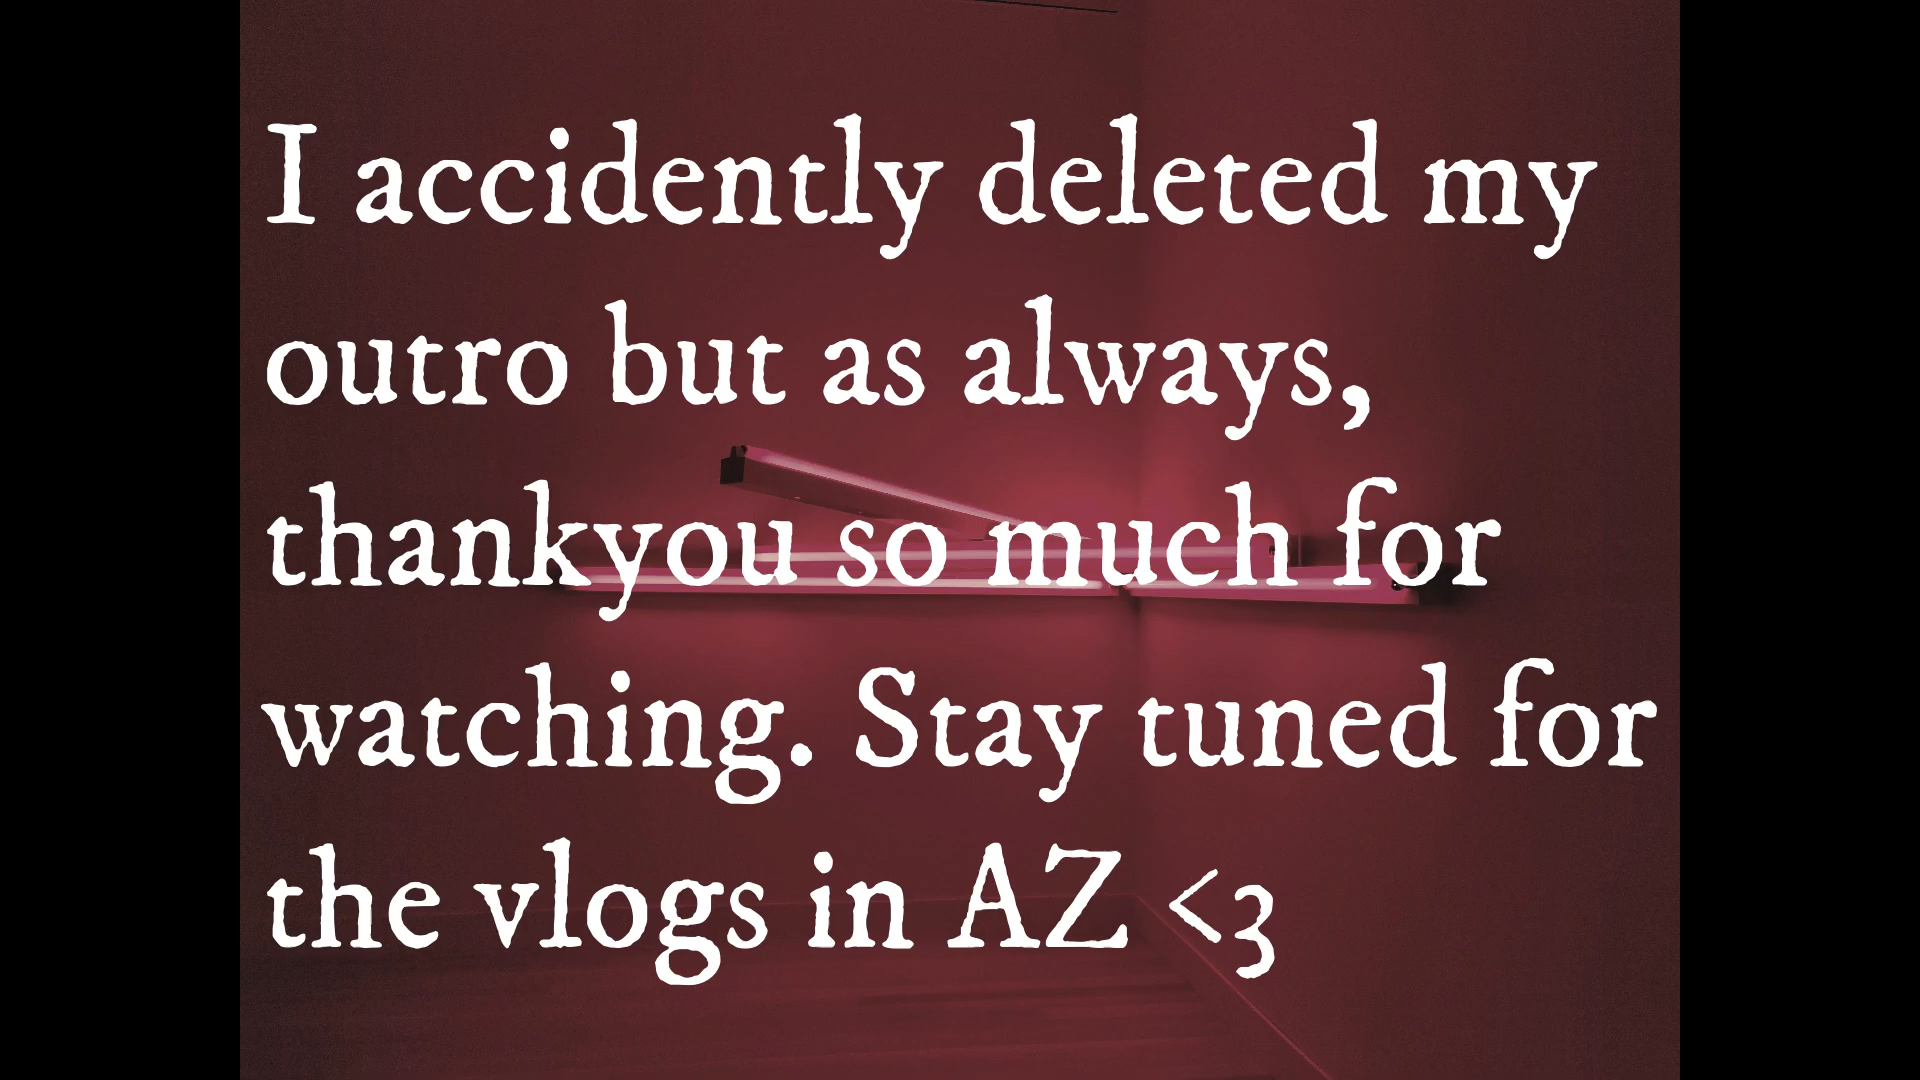 I accidently deleted my
outro but as always,
thankyou so much for
watching. Stay tuned for
the vlogs in AZ <3